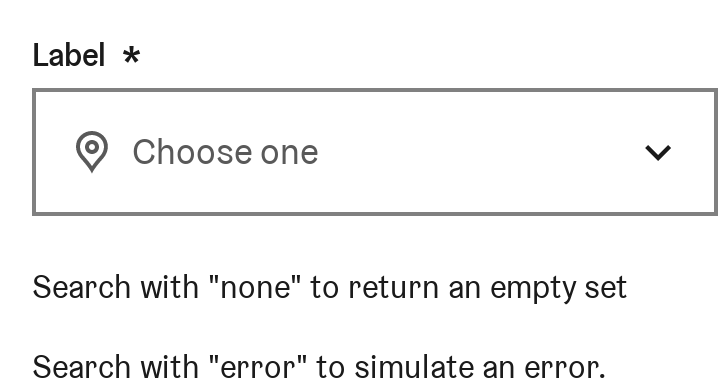 Label *
Choose one
Search with "none" to return an empty set
Search with "error" to simulate an error.